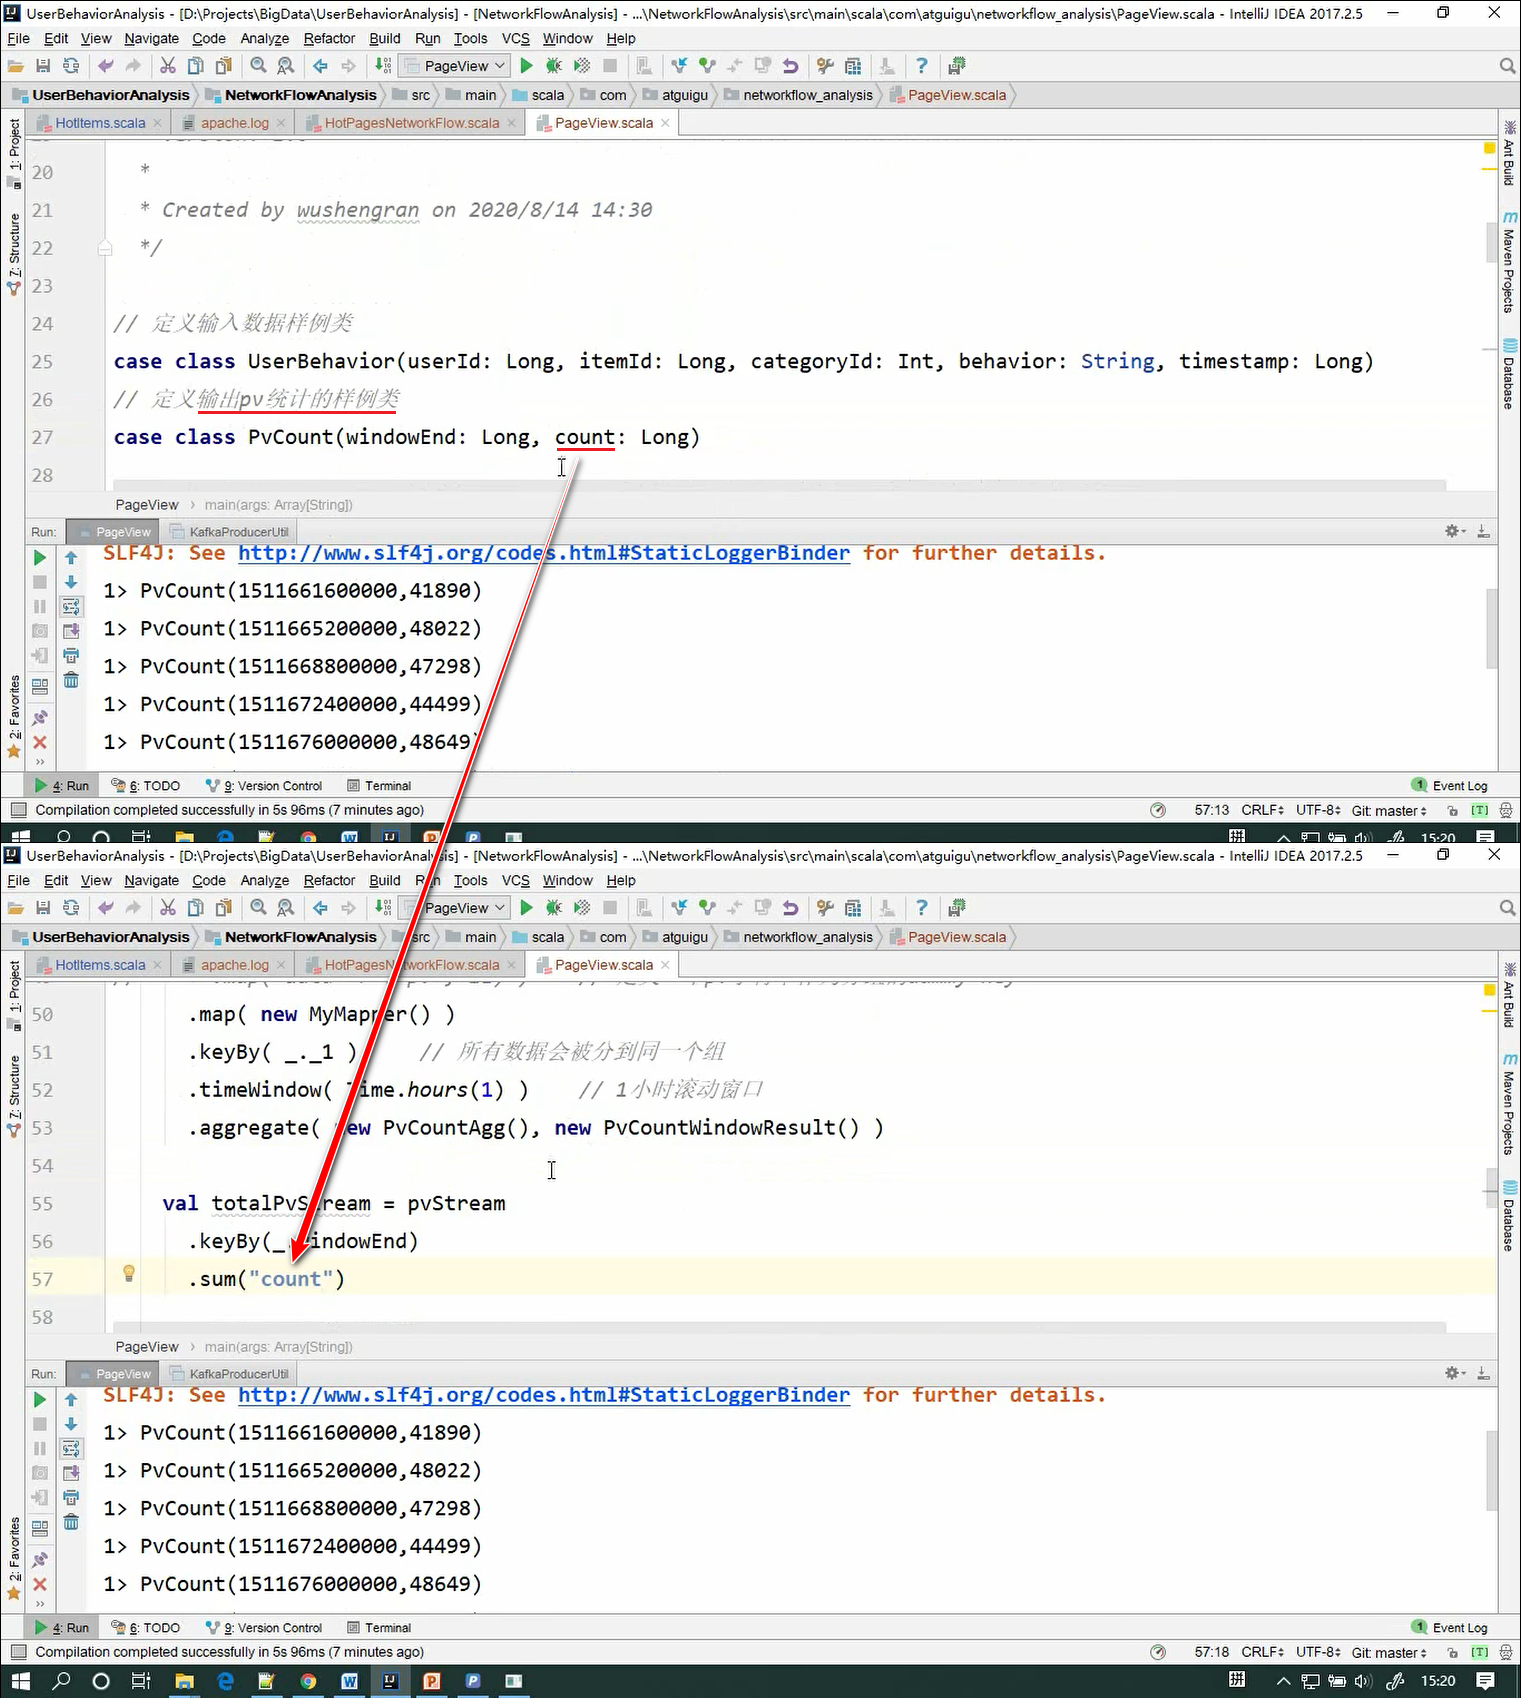 UserBehaviorAnalysis - [D:\Projects\BigData\UserBehaviorAnalysis] - [NetworkFlowAnalysis] - ...\NetworkFlowAnalysis\src\main\scala\com\atguigu\networkflow_analysis\PageView.scala - IntelliJ IDEA 2017.2.5
File Edit View Navigate Code Analyze Refactor Build Run Tools VCS Window Help
PageView
UserBehaviorAnalysis NetworkFlowAnalysis src main scala com atguigu networkflow_analysis PageView.scala
HotItems.scala apache.log HotPagesNetworkFlow.scala PageView.scala
1: Project
7: Structure
2: Favorites
Ant Build
Maven Projects
Database
20 *
21 * Created by wushengran on 2020/8/14 14:30
22 */
23
24 // 定义输入数据样例类
25 case class UserBehavior(userId: Long, itemId: Long, categoryId: Int, behavior: String, timestamp: Long)
26 // 定义输出pv统计的样例类
27 case class PvCount(windowEnd: Long, count: Long)
28
PageView › main(args: Array[String])
Run: PageView KafkaProducerUtil
SLF4J: See http://www.slf4j.org/codes.html#StaticLoggerBinder for further details.
1> PvCount(1511661600000,41890)
1> PvCount(1511665200000,48022)
1> PvCount(1511668800000,47298)
1> PvCount(1511672400000,44499)
1> PvCount(1511676000000,48649)
4: Run 6: TODO 9: Version Control Terminal 1 Event Log
Compilation completed successfully in 5s 96ms (7 minutes ago) 57:13 CRLF UTF-8 Git: master [T]
15:20
UserBehaviorAnalysis - [D:\Projects\BigData\UserBehaviorAnalysis] - [NetworkFlowAnalysis] - ...\NetworkFlowAnalysis\src\main\scala\com\atguigu\networkflow_analysis\PageView.scala - IntelliJ IDEA 2017.2.5
File Edit View Navigate Code Analyze Refactor Build Run Tools VCS Window Help
PageView
UserBehaviorAnalysis NetworkFlowAnalysis src main scala com atguigu networkflow_analysis PageView.scala
HotItems.scala apache.log HotPagesNetworkFlow.scala PageView.scala
1: Project
7: Structure
2: Favorites
Ant Build
Maven Projects
Database
50 .map( new MyMapper() )
51 .keyBy( _._1 ) // 所有数据会被分到同一个组
52 .timeWindow( Time.hours(1) ) // 1小时滚动窗口
53 .aggregate( new PvCountAgg(), new PvCountWindowResult() )
54
55 val totalPvStream = pvStream
56 .keyBy(_.windowEnd)
57 .sum("count")
58
PageView › main(args: Array[String])
Run: PageView KafkaProducerUtil
SLF4J: See http://www.slf4j.org/codes.html#StaticLoggerBinder for further details.
1> PvCount(1511661600000,41890)
1> PvCount(1511665200000,48022)
1> PvCount(1511668800000,47298)
1> PvCount(1511672400000,44499)
1> PvCount(1511676000000,48649)
4: Run 6: TODO 9: Version Control Terminal 1 Event Log
Compilation completed successfully in 5s 96ms (7 minutes ago) 57:18 CRLF UTF-8 Git: master [T]
拼 15:20